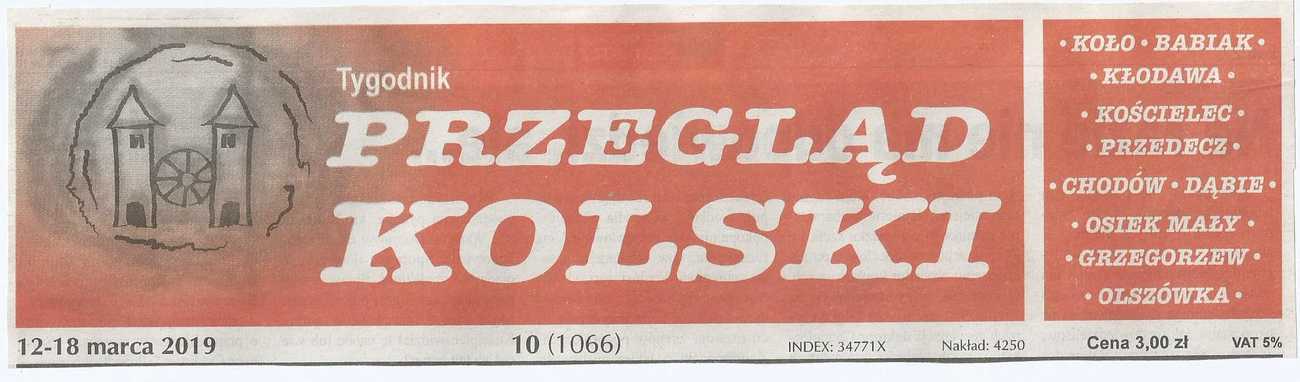 Tygodnik
PRZEGLĄD
KOLSKI
• KOŁO • BABIAK •
• KŁODAWA •
• KOŚCIELEC •
• PRZEDECZ •
• CHODÓW • DĄBIE •
• OSIEK MAŁY •
• GRZEGORZEW •
• OLSZÓWKA •
12-18 marca 2019 10 (1066) INDEX: 34771X Nakład: 4250 Cena 3,00 zł VAT 5%